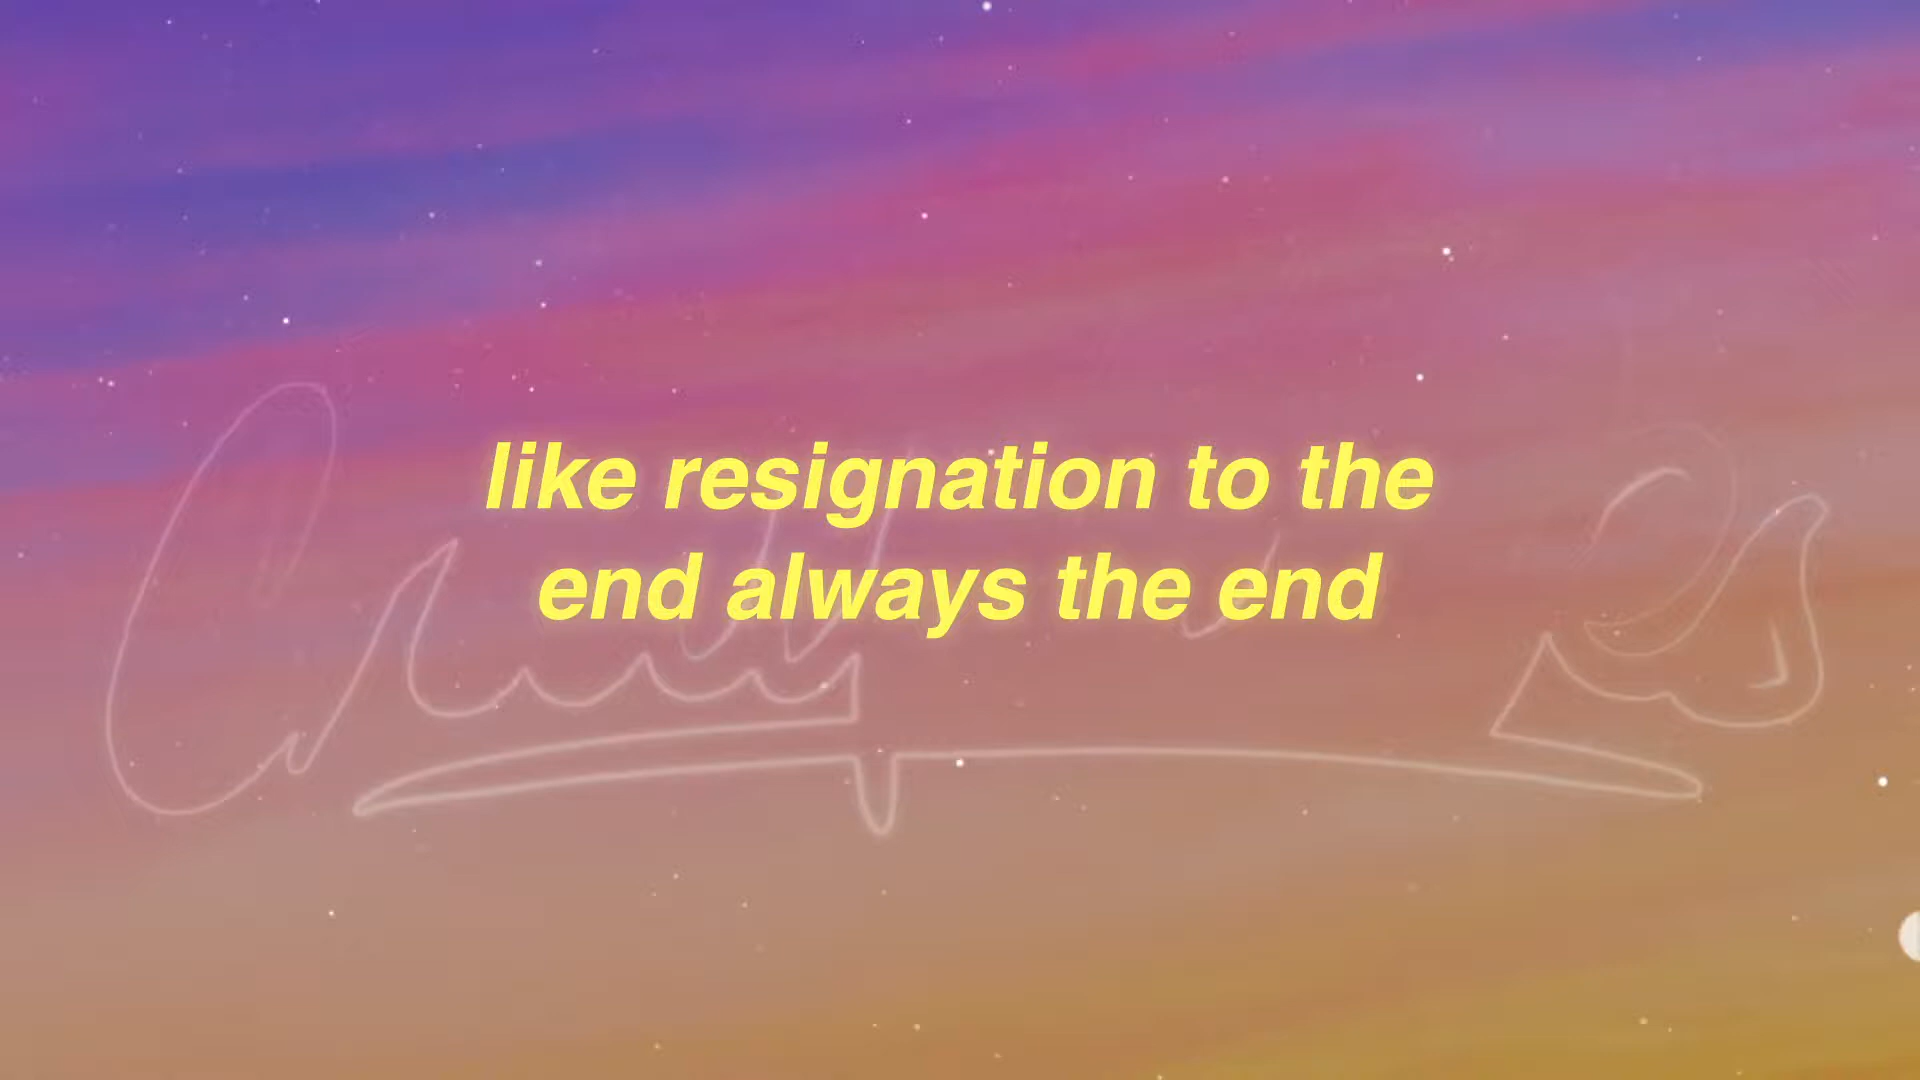 like resignation to the
end always the end